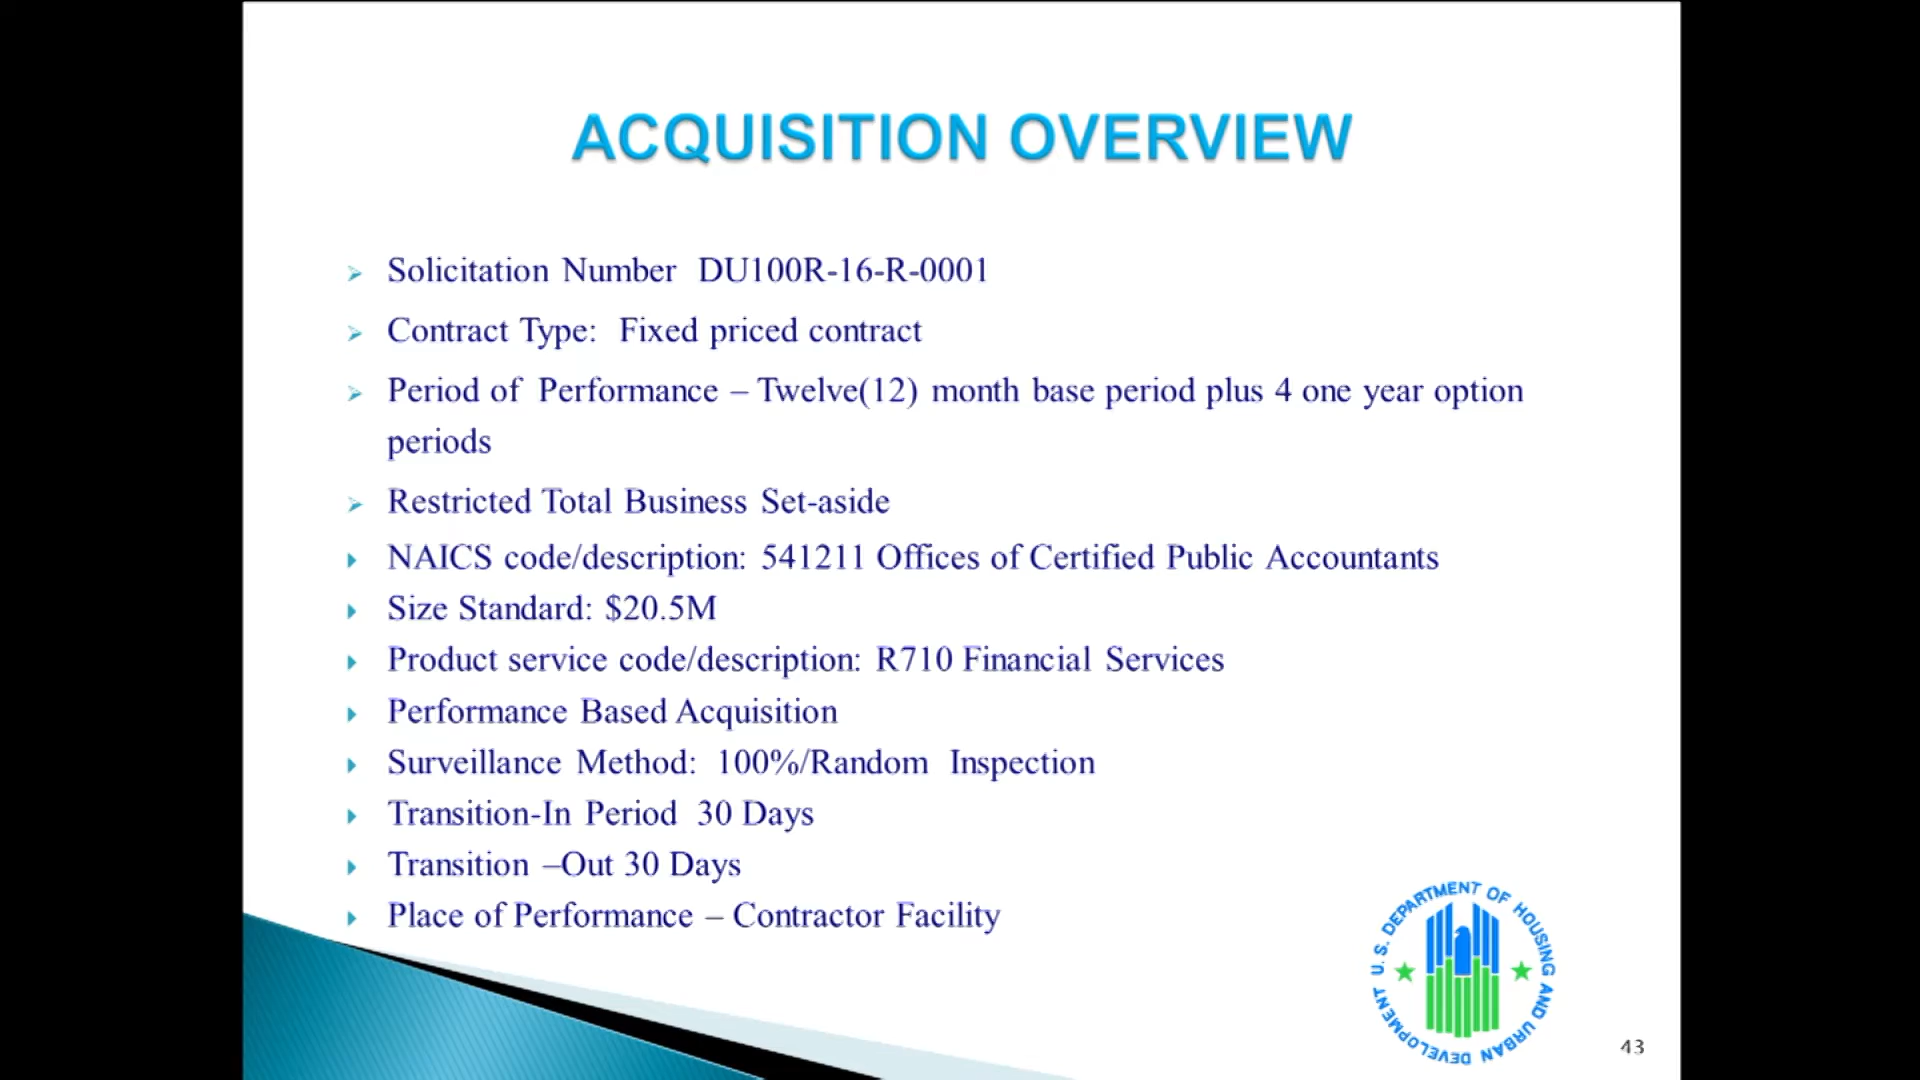 ACQUISITION OVERVIEW
Solicitation Number DU100R-16-R-0001
Contract Type: Fixed priced contract
Period of Performance – Twelve(12) month base period plus 4 one year option
periods
Restricted Total Business Set-aside
NAICS code/description: 541211 Offices of Certified Public Accountants
Size Standard: $20.5M
Product service code/description: R710 Financial Services
Performance Based Acquisition
Surveillance Method: 100%/Random Inspection
Transition-In Period 30 Days
Transition –Out 30 Days
Place of Performance – Contractor Facility
U.S. DEPARTMENT OF HOUSING AND URBAN DEVELOPMENT
43